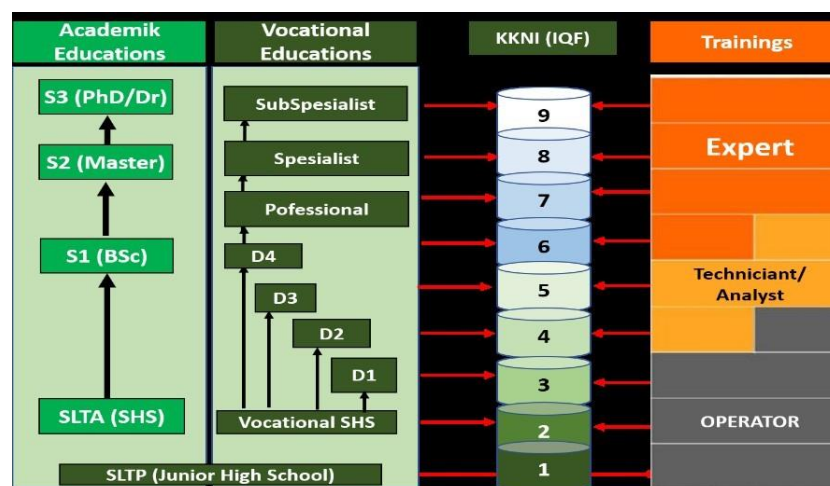 Academik
Educations
S3 (PhD/Dr)
S2 (Master)
S1 (BSc)
SLTA (SHS)
Vocational
Educations
SubSpesialist
Spesialist
Pofessional
D4
D3
D2
D1
Vocational SHS
SLTP (Junior High School)
KKNI (IQF)
9
8
7
6
5
4
3
2
1
Trainings
Expert
Techniciant/
Analyst
OPERATOR